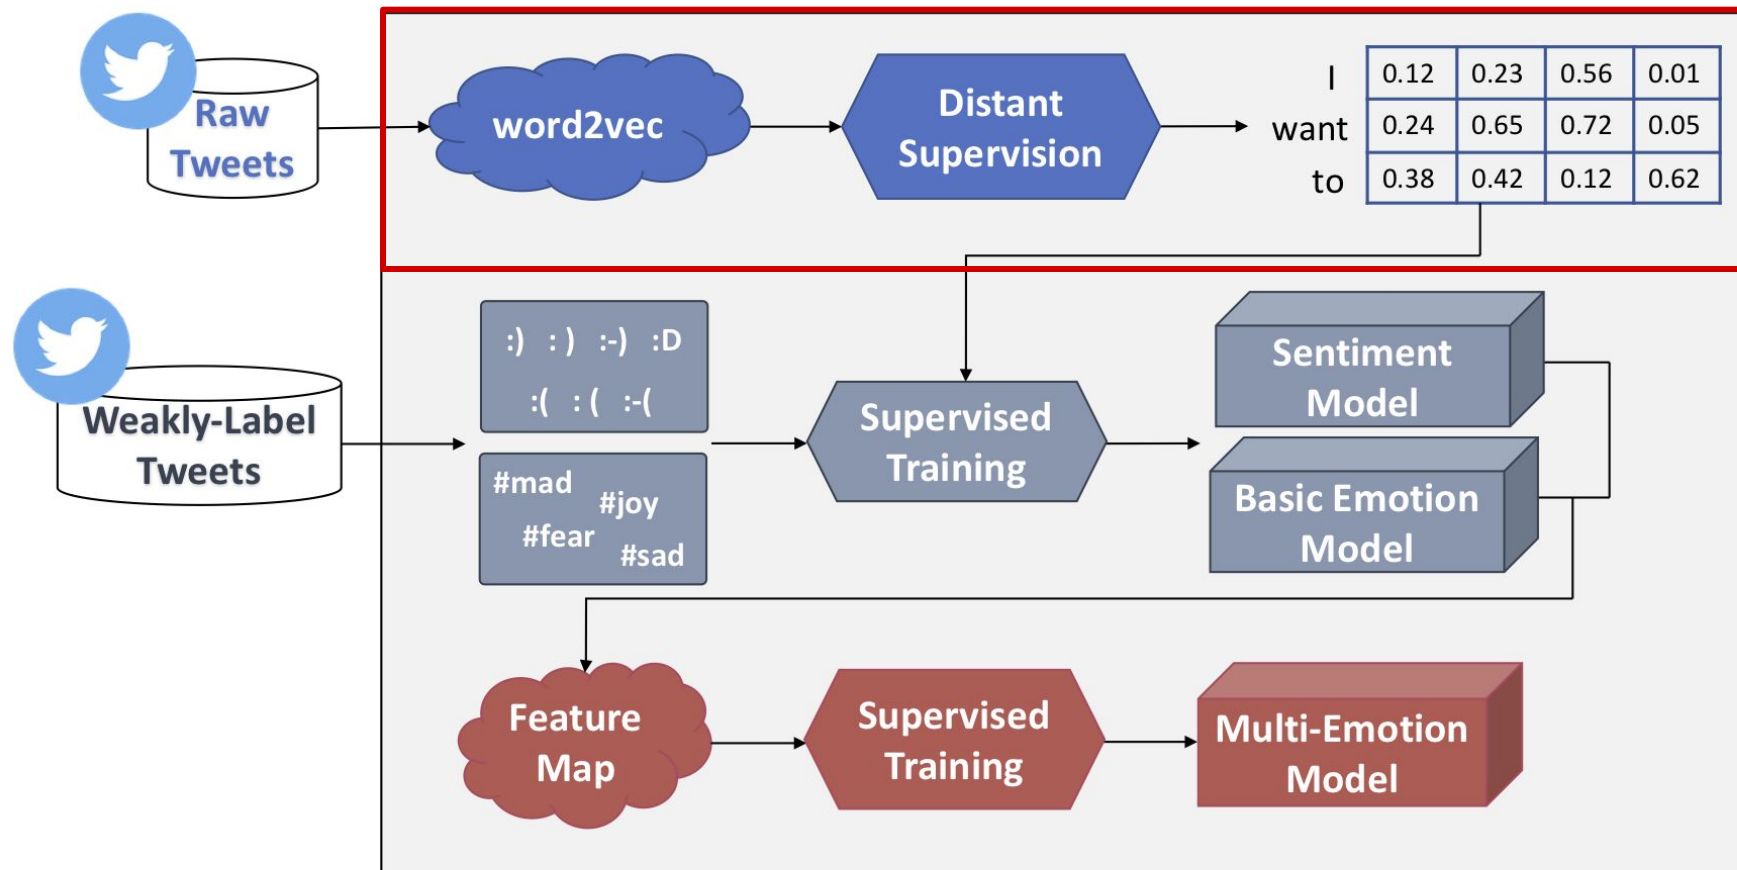 Raw
Tweets
word2vec
Distant
Supervision
I 0.12 0.23 0.56 0.01
want 0.24 0.65 0.72 0.05
to 0.38 0.42 0.12 0.62
Weakly-Label
Tweets
:) : ) :-) :D
:( : ( :-(
#mad
#joy
#fear
#sad
Supervised
Training
Sentiment
Model
Basic Emotion
Model
Feature
Map
Supervised
Training
Multi-Emotion
Model